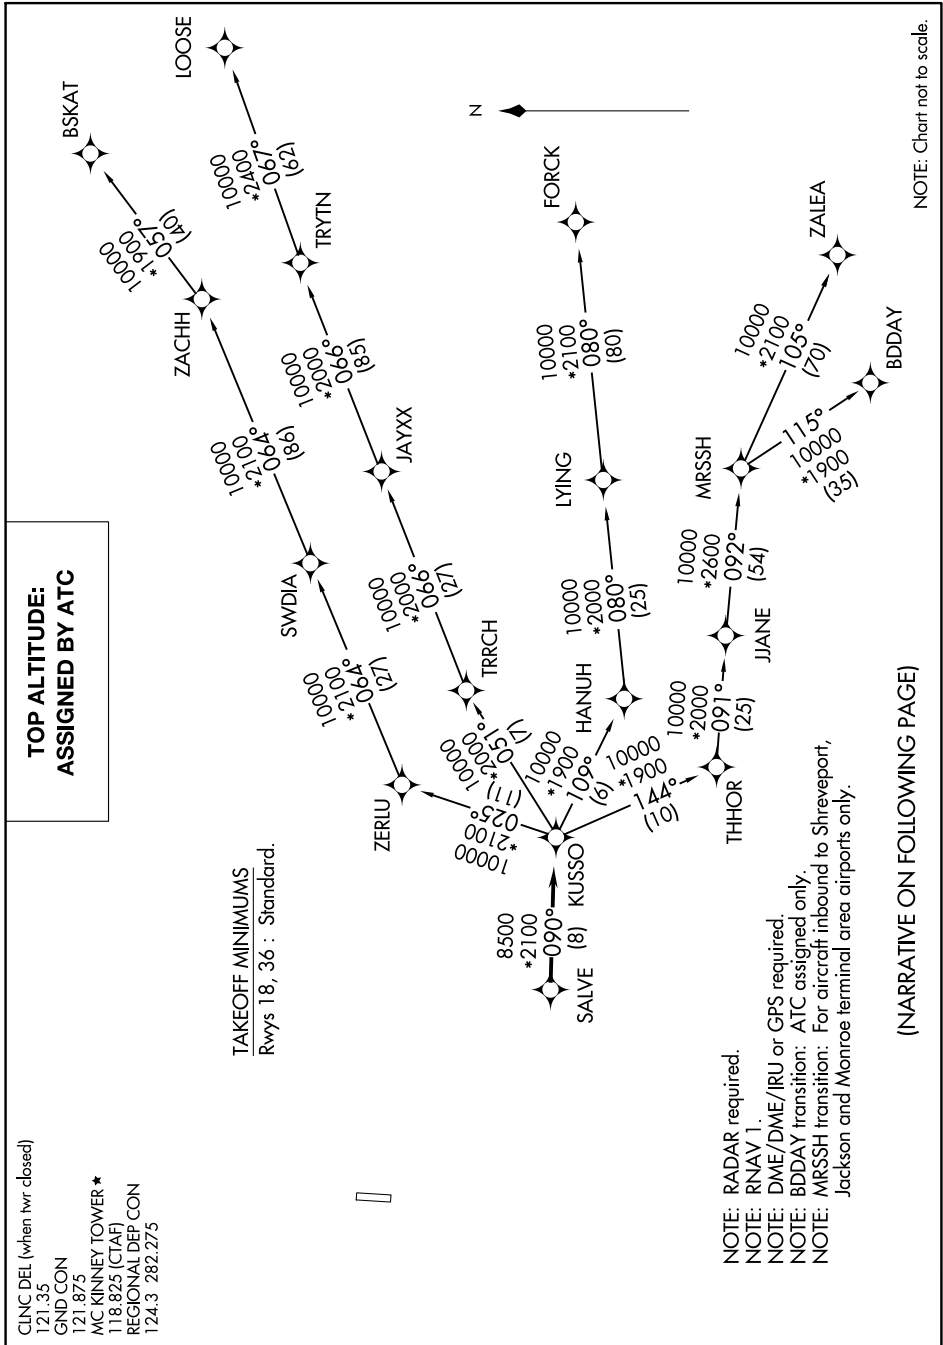 CLNC DEL (when twr closed)
121.35
GND CON
121.875
MC KINNEY TOWER ★
118.825 (CTAF)
REGIONAL DEP CON
124.3 282.275
TOP ALTITUDE:
ASSIGNED BY ATC
TAKEOFF MINIMUMS
Rwys 18, 36 : Standard.
SALVE
8500
*2100
090°
(8)
KUSSO
10000
*2100
025°
(11)
ZERLU
10000
*2100
064°
(27)
SWDIA
10000
*2100
064°
(86)
ZACHH
10000
*1900
057°
(40)
BSKAT
10000
*2000
051°
(7)
TRRCH
10000
*2000
066°
(27)
JAYXX
10000
*2000
066°
(85)
TRYTN
10000
*2400
067°
(62)
LOOSE
N
10000
*1900
109°
(6)
HANUH
10000
*2000
080°
(25)
LYING
10000
*2100
080°
(80)
FORCK
10000
*1900
144°
(10)
THHOR
10000
*2000
091°
(25)
JJANE
10000
*2600
092°
(54)
MRSSH
10000
*2100
105°
(70)
ZALEA
115°
10000
*1900
(35)
BDDAY
NOTE: RADAR required.
NOTE: RNAV 1.
NOTE: DME/DME/IRU or GPS required.
NOTE: BDDAY transition: ATC assigned only.
NOTE: MRSSH transition: For aircraft inbound to Shreveport,
Jackson and Monroe terminal area airports only.
(NARRATIVE ON FOLLOWING PAGE)
NOTE: Chart not to scale.